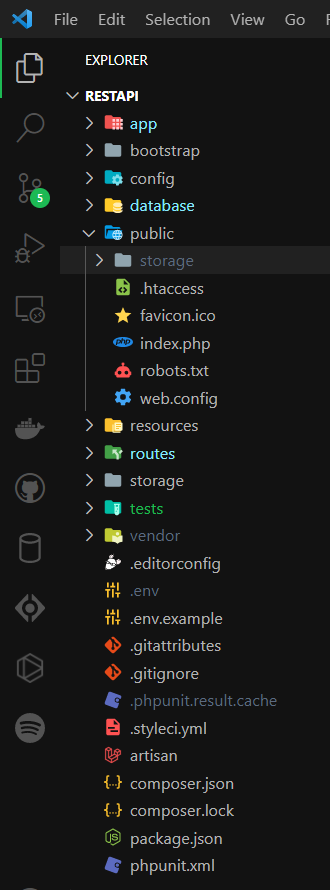 File Edit Selection View Go
EXPLORER
RESTAPI
app
bootstrap
config
database
public
storage
.htaccess
favicon.ico
php index.php
robots.txt
web.config
resources
routes
storage
tests
vendor
.editorconfig
.env
.env.example
.gitattributes
.gitignore
.phpunit.result.cache
.styleci.yml
artisan
composer.json
composer.lock
package.json
phpunit.xml
5